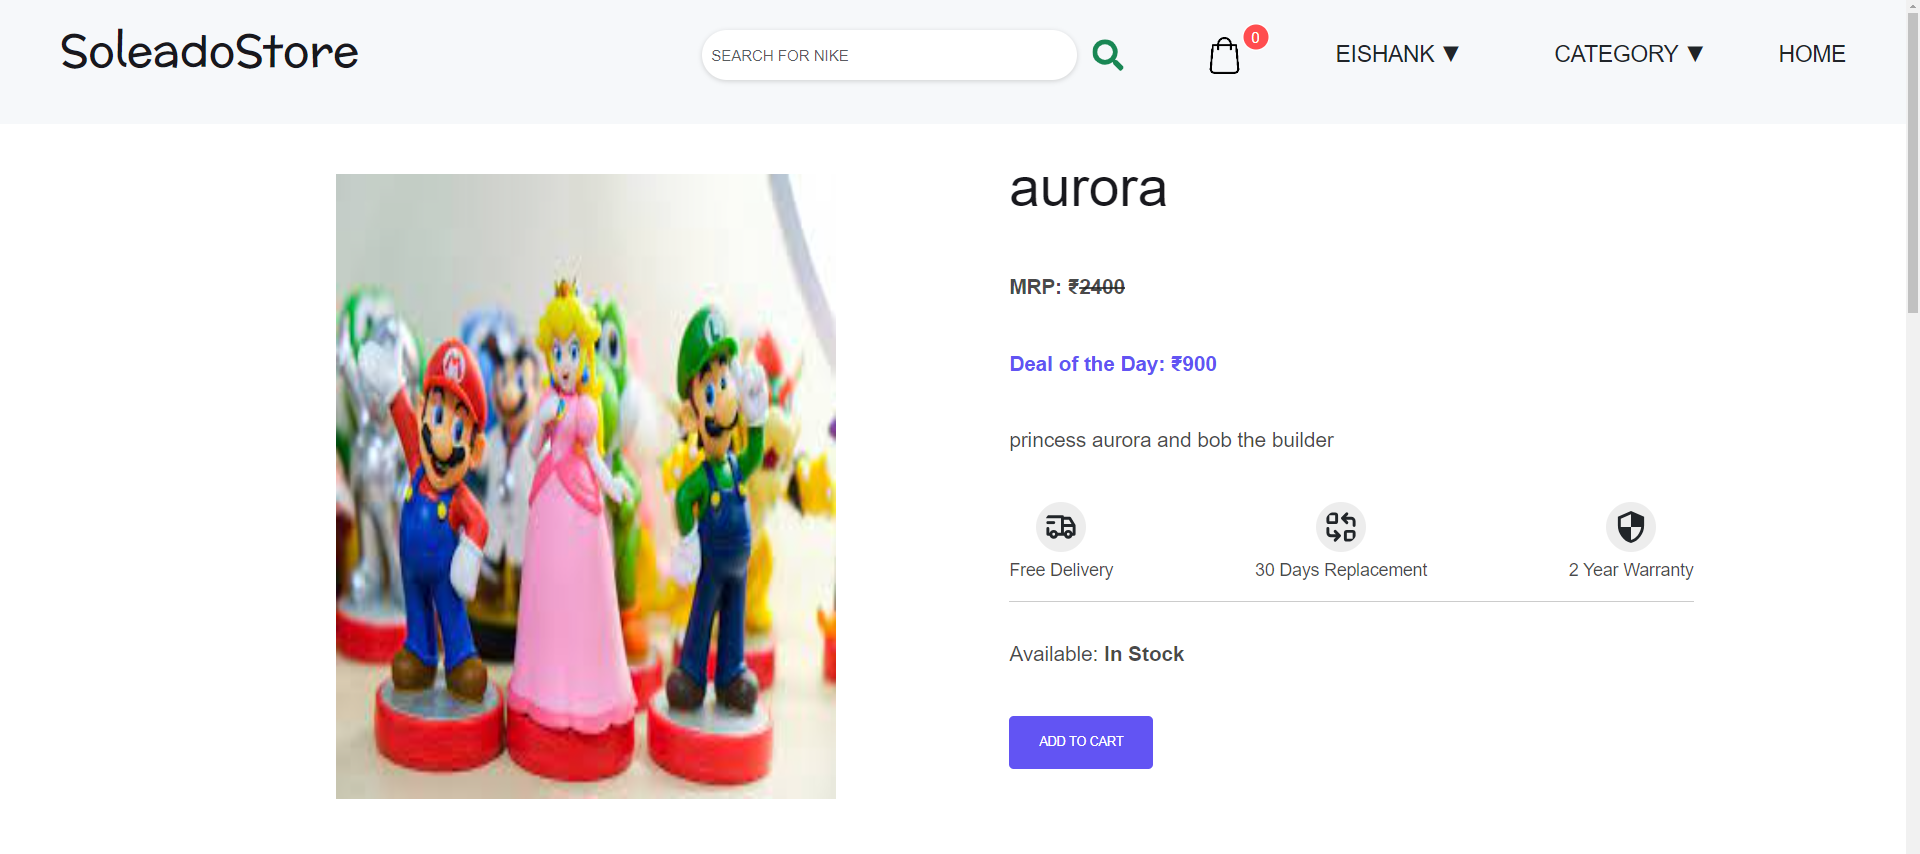 SoleadoStore
SEARCH FOR NIKE
0
EISHANK ▼
CATEGORY ▼
HOME
aurora
MRP: ₹2400
Deal of the Day: ₹900
princess aurora and bob the builder
Free Delivery
30 Days Replacement
2 Year Warranty
Available: In Stock
ADD TO CART
M
L